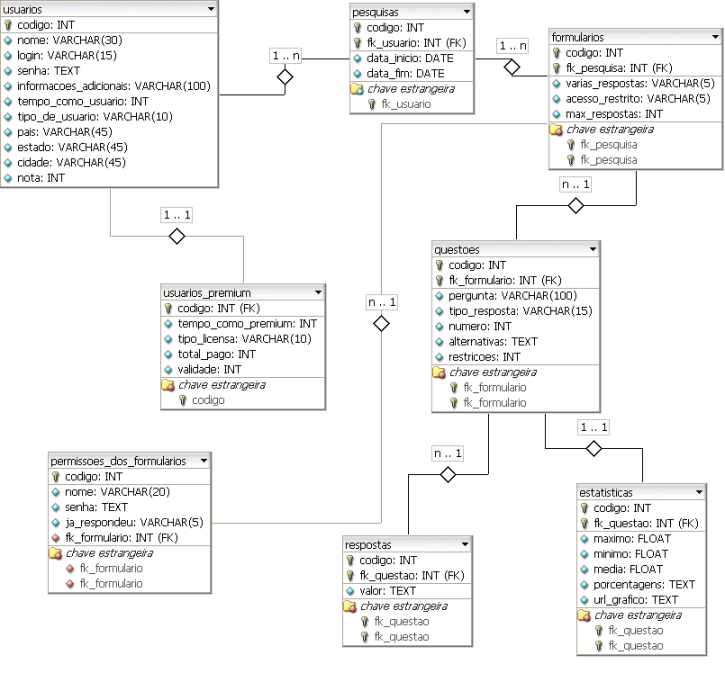 usuarios
codigo: INT
nome: VARCHAR(30)
login: VARCHAR(15)
senha: TEXT
informacoes_adicionais: VARCHAR(100)
tempo_como_usuario: INT
tipo_de_usuario: VARCHAR(10)
pais: VARCHAR(45)
estado: VARCHAR(45)
cidade: VARCHAR(45)
nota: INT
1 .. n
pesquisas
codigo: INT
fk_usuario: INT (FK)
data_inicio: DATE
data_fim: DATE
chave estrangeira
fk_usuario
1 .. n
formularios
codigo: INT
fk_pesquisa: INT (FK)
varias_respostas: VARCHAR(5)
acesso_restrito: VARCHAR(5)
max_respostas: INT
chave estrangeira
fk_pesquisa
fk_pesquisa
n .. 1
1 .. 1
usuarios_premium
codigo: INT (FK)
tempo_como_premium: INT
tipo_licensa: VARCHAR(10)
total_pago: INT
validade: INT
chave estrangeira
codigo
n .. 1
questoes
codigo: INT
fk_formulario: INT (FK)
pergunta: VARCHAR(100)
tipo_resposta: VARCHAR(15)
numero: INT
alternativas: TEXT
restricoes: INT
chave estrangeira
fk_formulario
fk_formulario
n .. 1
1 .. 1
permissoes_dos_formularios
codigo: INT
nome: VARCHAR(20)
senha: TEXT
ja_respondeu: VARCHAR(5)
fk_formulario: INT (FK)
chave estrangeira
fk_formulario
fk_formulario
respostas
codigo: INT
fk_questao: INT (FK)
valor: TEXT
chave estrangeira
fk_questao
fk_questao
estatisticas
codigo: INT
fk_questao: INT (FK)
maximo: FLOAT
minimo: FLOAT
media: FLOAT
porcentagens: TEXT
url_grafico: TEXT
chave estrangeira
fk_questao
fk_questao